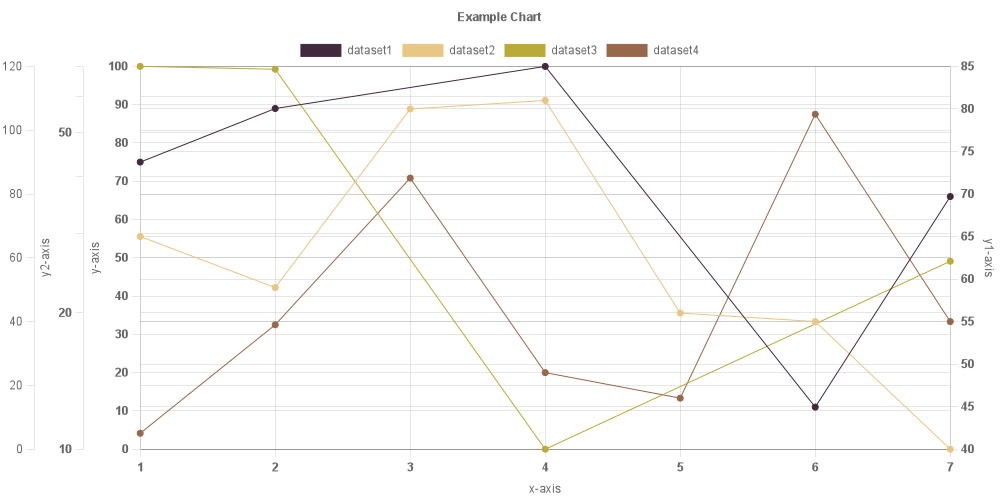 Example Chart
dataset1 dataset2 dataset3 dataset4
120 100 85
90 80
100 50 80 75
80 70 70
60 65
y2-axis 60 y-axis 50 60 y1-axis
40 20 40 55
30
20 20 50
10 45
0 10 0 40
1 2 3 4 5 6 7
x-axis